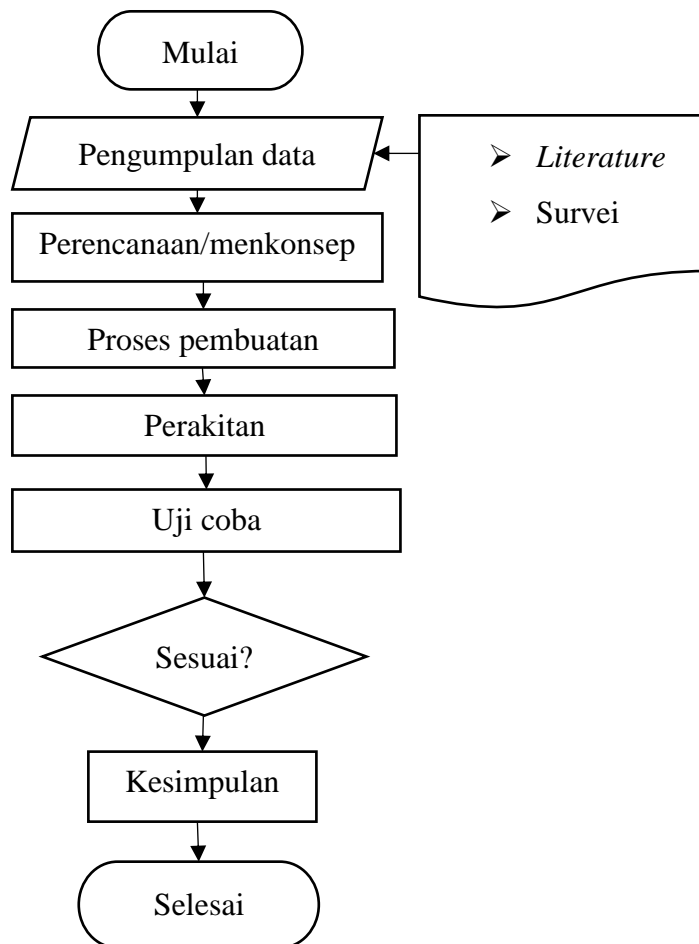 Mulai
Pengumpulan data
➢ Literature
➢ Survei
Perencanaan/menkonsep
Proses pembuatan
Perakitan
Uji coba
Sesuai?
Kesimpulan
Selesai